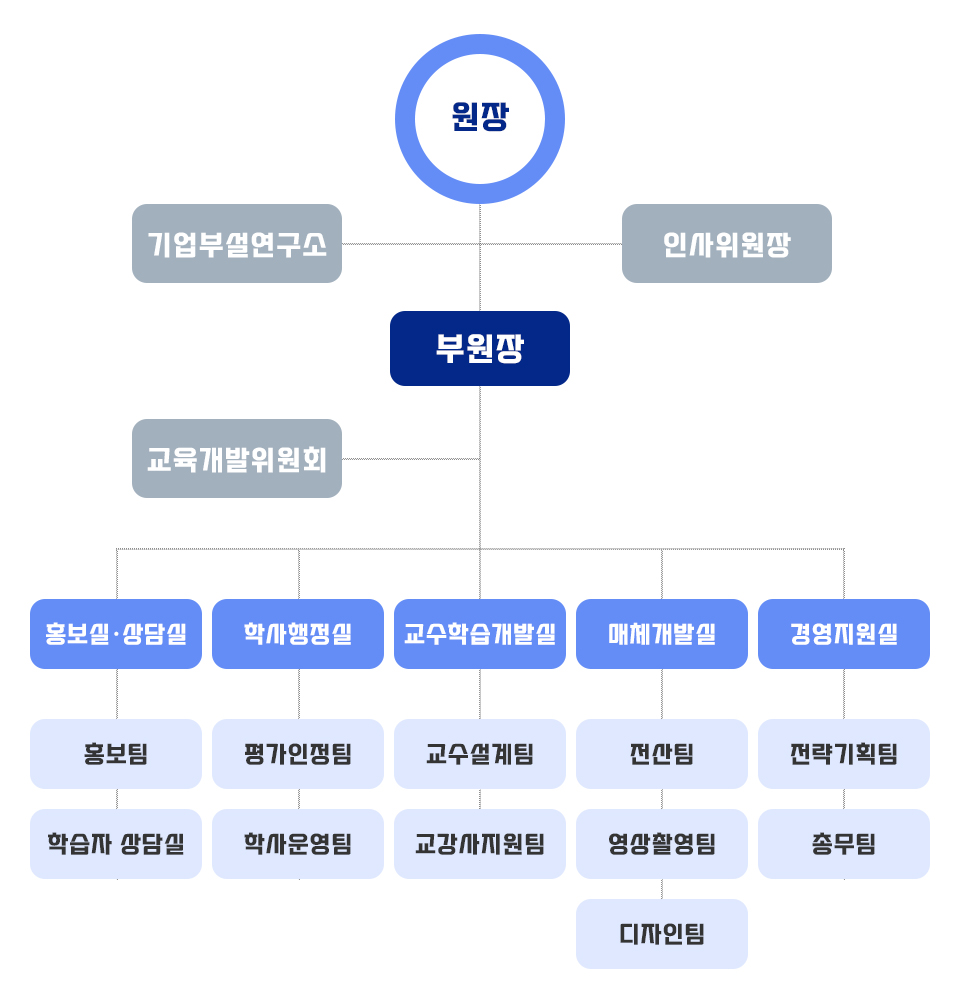 원장
기업부설연구소
인사위원장
부원장
교육개발위원회
홍보실·상담실
학사행정실
교수학습개발실
매체개발실
경영지원실
홍보팀
평가인정팀
교수설계팀
전산팀
전략기획팀
학습자 상담실
학사운영팀
교강사지원팀
영상촬영팀
총무팀
디자인팀